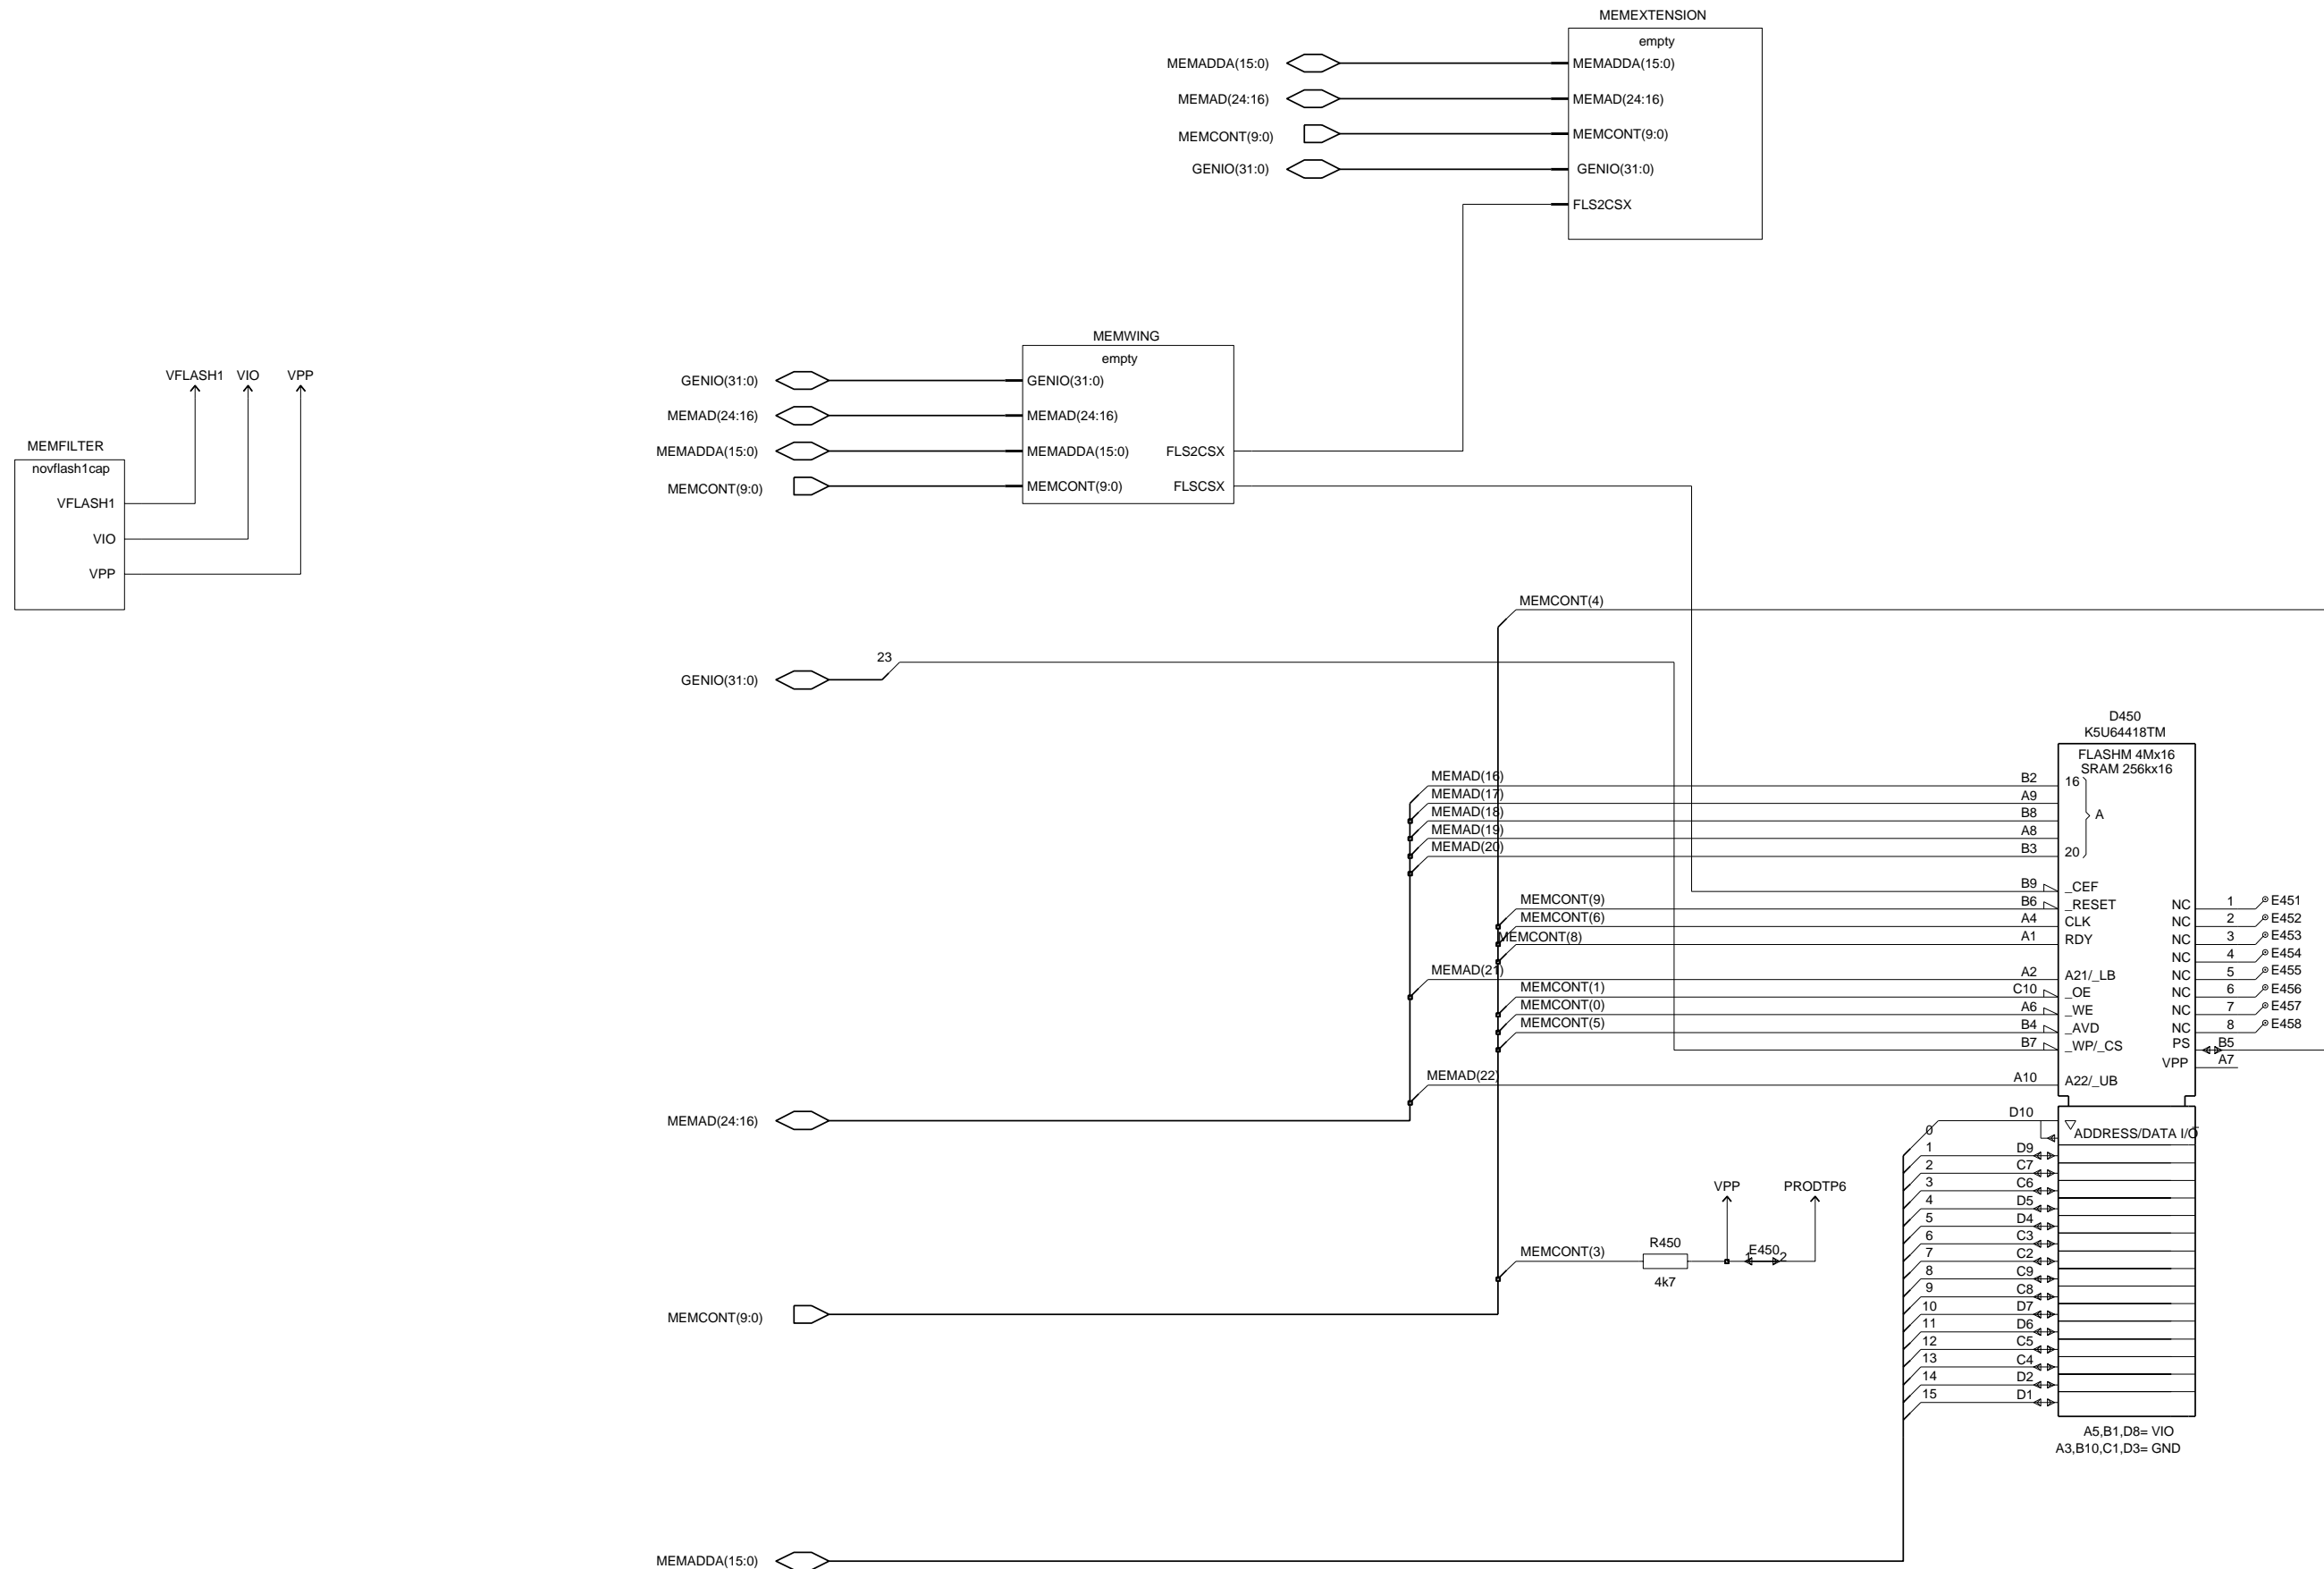 MEMEXTENSION
empty
MEMADDA(15:0)
MEMADDA(15:0)
MEMAD(24:16)
MEMAD(24:16)
MEMCONT(9:0)
MEMCONT(9:0)
GENIO(31:0)
GENIO(31:0)
FLS2CSX
MEMWING
empty
GENIO(31:0)
GENIO(31:0)
MEMAD(24:16)
MEMAD(24:16)
MEMADDA(15:0)
MEMADDA(15:0)
FLS2CSX
MEMCONT(9:0)
MEMCONT(9:0)
FLSCSX
VFLASH1
VIO
VPP
MEMFILTER
novflash1cap
VFLASH1
VIO
VPP
MEMCONT(4)
23
GENIO(31:0)
D450
K5U64418TM
FLASHM 4Mx16
SRAM 256kx16
MEMAD(16)
B2
16
MEMAD(17)
A9
MEMAD(18)
B8
A
MEMAD(19)
A8
MEMAD(20)
B3
20
B9
_CEF
MEMCONT(9)
B6
_RESET
NC
1
E451
MEMCONT(6)
A4
CLK
NC
2
E452
MEMCONT(8)
A1
RDY
NC
3
E453
NC
4
E454
MEMAD(21)
A2
A21/_LB
NC
5
E455
MEMCONT(1)
C10
_OE
NC
6
E456
MEMCONT(0)
A6
_WE
NC
7
E457
MEMCONT(5)
B4
_AVD
NC
8
E458
B7
_WP/_CS
PS
B5
VPP
A7
MEMAD(22)
A10
A22/_UB
MEMAD(24:16)
0
D10
ADDRESS/DATA I/O
1
D9
2
C7
3
C6
4
D5
5
D4
6
C3
7
C2
8
C9
9
C8
10
D7
11
D6
12
C5
13
C4
14
D2
15
D1
VPP
PRODTP6
MEMCONT(3)
R450
4k7
1
E450
2
MEMCONT(9:0)
A5,B1,D8= VIO
A3,B10,C1,D3= GND
MEMADDA(15:0)